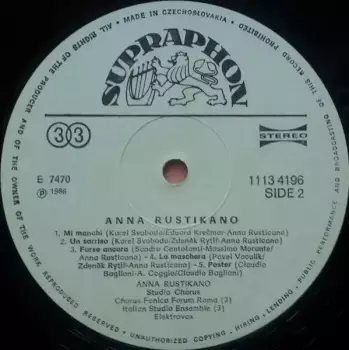 ALL RIGHTS OF THE PRODUCER AND OF THE OWNER OF THE WORK REPRODUCED RESERVED. UNAUTHORIZED COPYING · HIRING · LENDING · PUBLIC PERFORMANCE AND BROADCASTING OF THIS RECORD PROHIBITED
· MADE IN CZECHOSLOVAKIA ·
SUPRAPHON
33
STEREO
E 7470
Ⓟ 1986
1113 4196
SIDE 2
ANNA RUSTIKANO
1. Mi manchi (Karel Svoboda/Eduard Krečmar-Anna Rusticano)
2. Un sorriso (Karel Svoboda/Zdeněk Rytíř-Anna Rusticano)
3. Forse ancora (Sandro Centofanti-Massimo Morante/
Anna Rusticano) – 4. La maschera (Pavel Vaculík/
Zdeněk Rytíř-Anna Rusticano) – 5. Poster (Claudio
Baglioni-A. Coggio/Claudio Baglioni)
ANNA RUSTIKANO
Studio Chorus
Chorus Fonica Forum Roma (3)
Italian Studio Ensemble (3)
Elektrovox